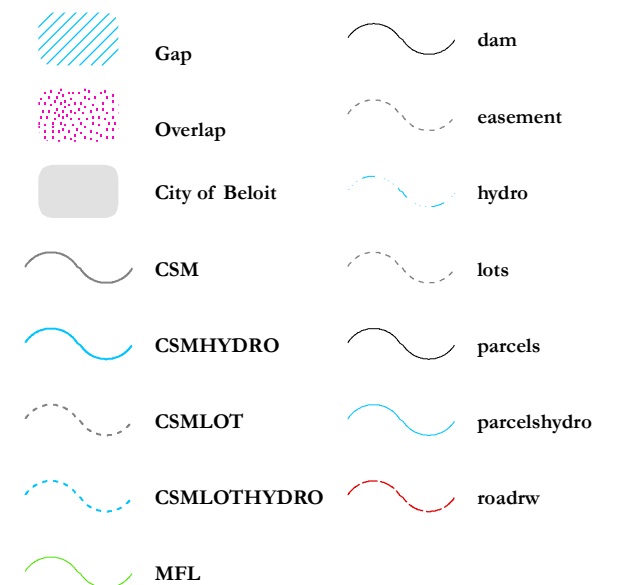 Gap
Overlap
City of Beloit
CSM
CSMHYDRO
CSMLOT
CSMLOTHYDRO
MFL
dam
easement
hydro
lots
parcels
parcelshydro
roadrw